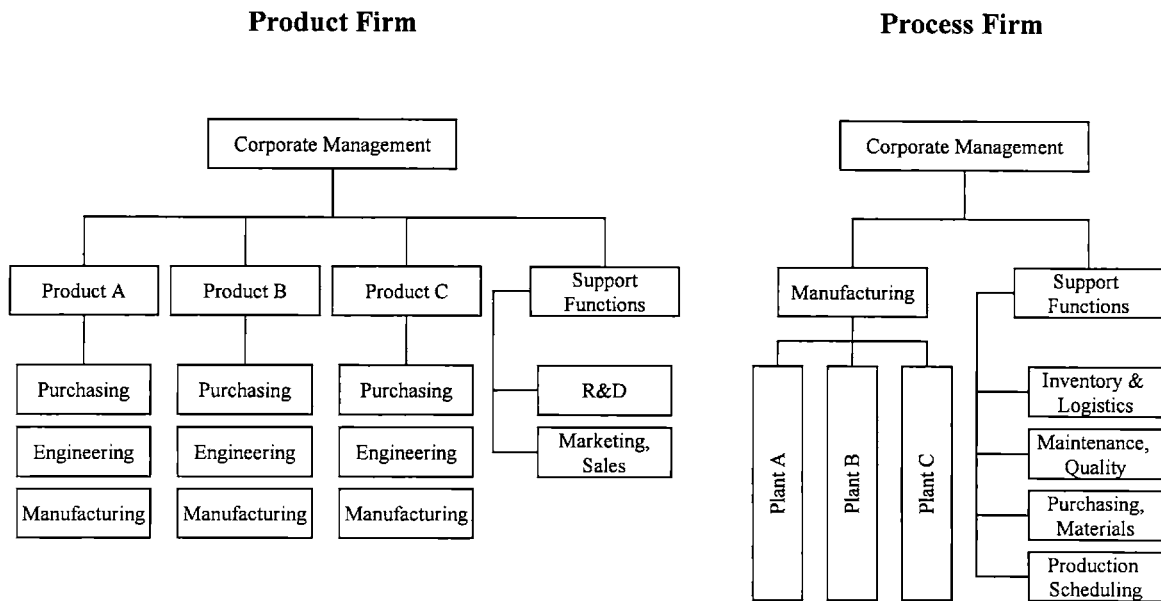 Product Firm
Corporate Management
Product A
Product B
Product C
Support
Functions
Purchasing
Purchasing
Purchasing
R&D
Engineering
Engineering
Engineering
Marketing,
Sales
Manufacturing
Manufacturing
Manufacturing
Process Firm
Corporate Management
Manufacturing
Support
Functions
Plant A
Plant B
Plant C
Inventory &
Logistics
Maintenance,
Quality
Purchasing,
Materials
Production
Scheduling